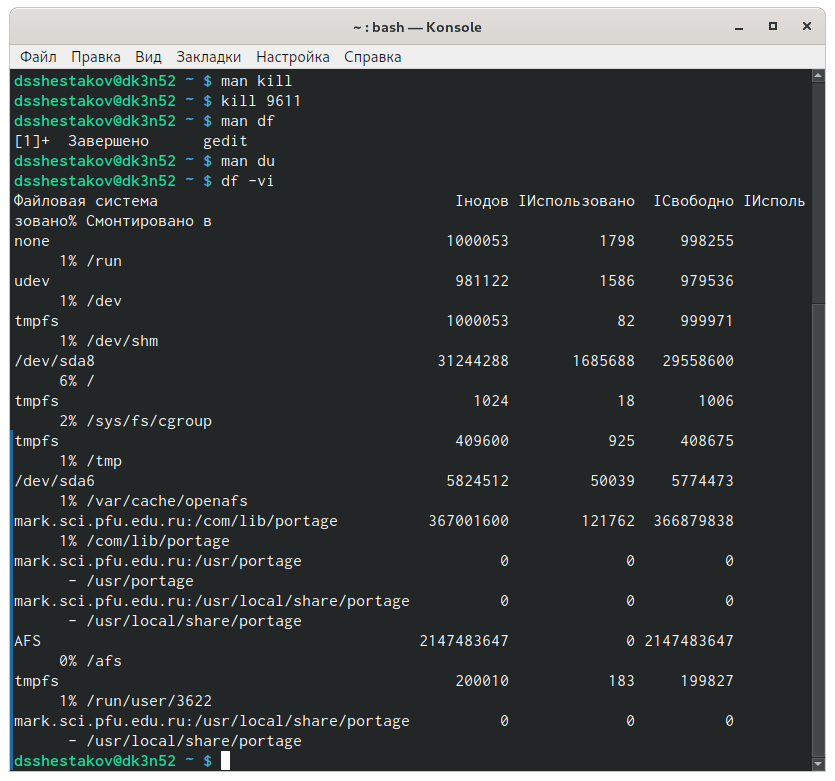 ~ : bash — Konsole
Файл Правка Вид Закладки Настройка Справка
dsshestakov@dk3n52 ~ $ man kill
dsshestakov@dk3n52 ~ $ kill 9611
dsshestakov@dk3n52 ~ $ man df
[1]+  Завершено      gedit
dsshestakov@dk3n52 ~ $ man du
dsshestakov@dk3n52 ~ $ df -vi
Файловая система                                 Iнодов IИспользовано  IСвободно IИсполь
зовано% Cмонтировано в
none                                            1000053          1798     998255
     1% /run
udev                                             981122          1586     979536
     1% /dev
tmpfs                                           1000053            82     999971
     1% /dev/shm
/dev/sda8                                      31244288       1685688   29558600
     6% /
tmpfs                                              1024            18       1006
     2% /sys/fs/cgroup
tmpfs                                            409600           925     408675
     1% /tmp
/dev/sda6                                       5824512         50039    5774473
     1% /var/cache/openafs
mark.sci.pfu.edu.ru:/com/lib/portage          367001600        121762  366879838
     1% /com/lib/portage
mark.sci.pfu.edu.ru:/usr/portage                      0             0          0
      - /usr/portage
mark.sci.pfu.edu.ru:/usr/local/share/portage          0             0          0
      - /usr/local/share/portage
AFS                                          2147483647             0 2147483647
     0% /afs
tmpfs                                            200010           183     199827
     1% /run/user/3622
mark.sci.pfu.edu.ru:/usr/local/share/portage          0             0          0
      - /usr/local/share/portage
dsshestakov@dk3n52 ~ $